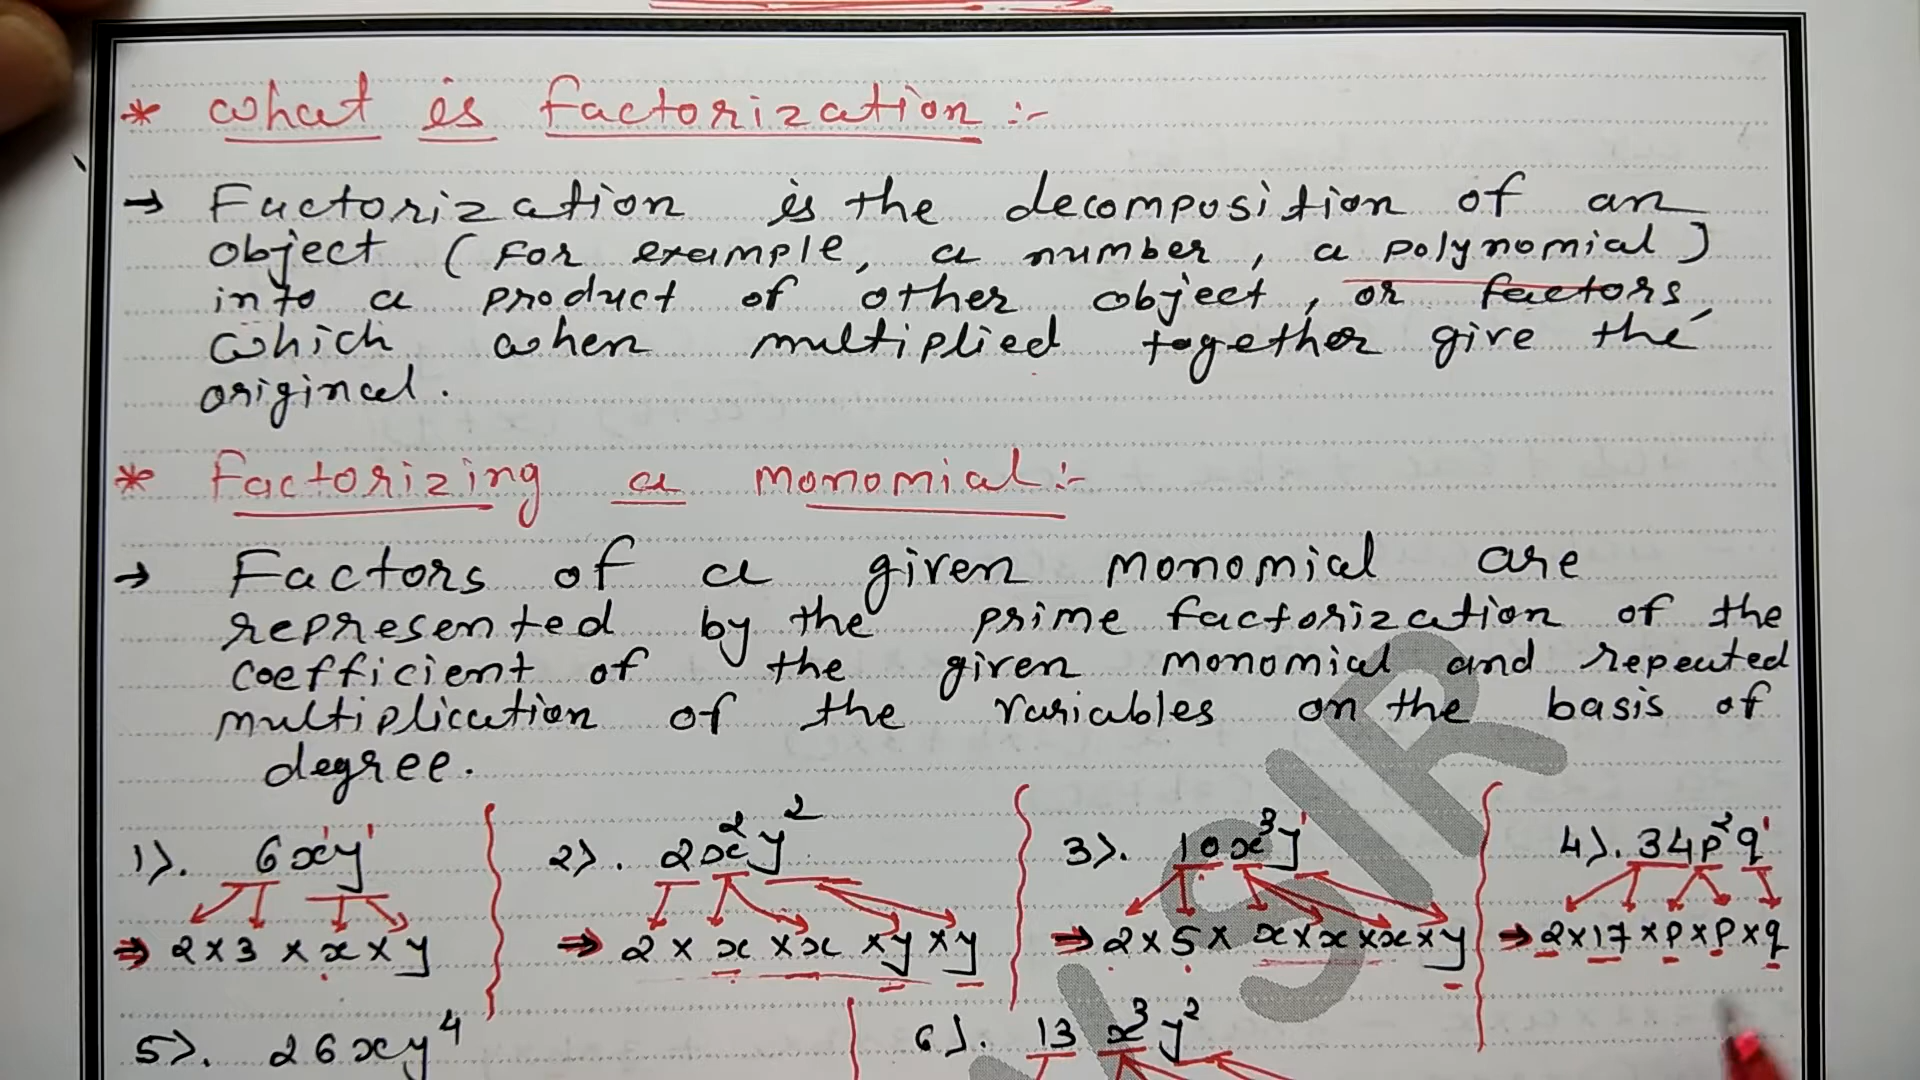 * What is factorization :-
→ Factorization is the decomposition of an
object (For example, a number, a polynomial)
into a product of other object, or factors,
which when multiplied together give the
original.
* Factorizing a monomial :-
→ Factors of a given monomial are
represented by the prime factorization of the
coefficient of the given monomial and repeated
multiplication of the variables on the basis of
degree.
1). 6x¹y¹
⇒ 2 × 3 × x × y
2). 2x²y²
⇒ 2 × x × x × y × y
3). 10x³y¹
⇒ 2 × 5 × x × x × x × y
4). 34p²q¹
⇒ 2 × 17 × p × p × q
5). 26xy⁴
6). 13 x³y²
SIR